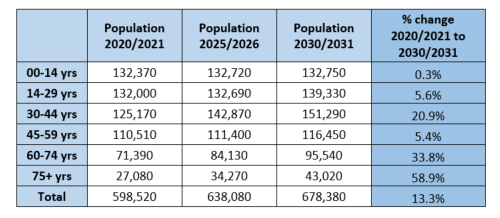 Population 2020/2021 Population 2025/2026 Population 2030/2031 % change 2020/2021 to 2030/2031
00-14 yrs 132,370 132,720 132,750 0.3%
14-29 yrs 132,000 132,690 139,330 5.6%
30-44 yrs 125,170 142,870 151,290 20.9%
45-59 yrs 110,510 111,400 116,450 5.4%
60-74 yrs 71,390 84,130 95,540 33.8%
75+ yrs 27,080 34,270 43,020 58.9%
Total 598,520 638,080 678,380 13.3%